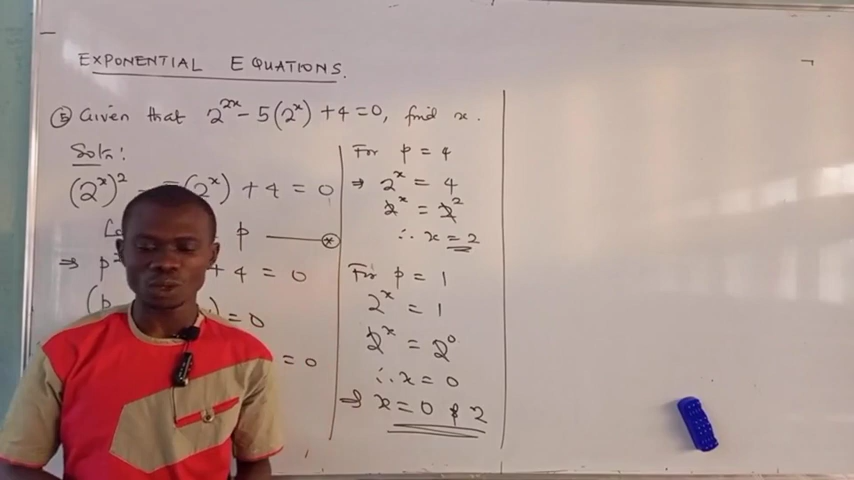 EXPONENTIAL EQUATIONS.
⑤ Given that 2^{2x} - 5(2^x) + 4 = 0, find x.
Soln:
(2^x)^2 - (2^x) + 4 = 0
p ——— ⊛
⇒ p^2 + 4 = 0
(p ) = 0
= 0
For p = 4
⇒ 2^x = 4
2^x = 2^2
∴ x = 2
For p = 1
2^x = 1
2^x = 2^0
∴ x = 0
⇒ x = 0 & 2